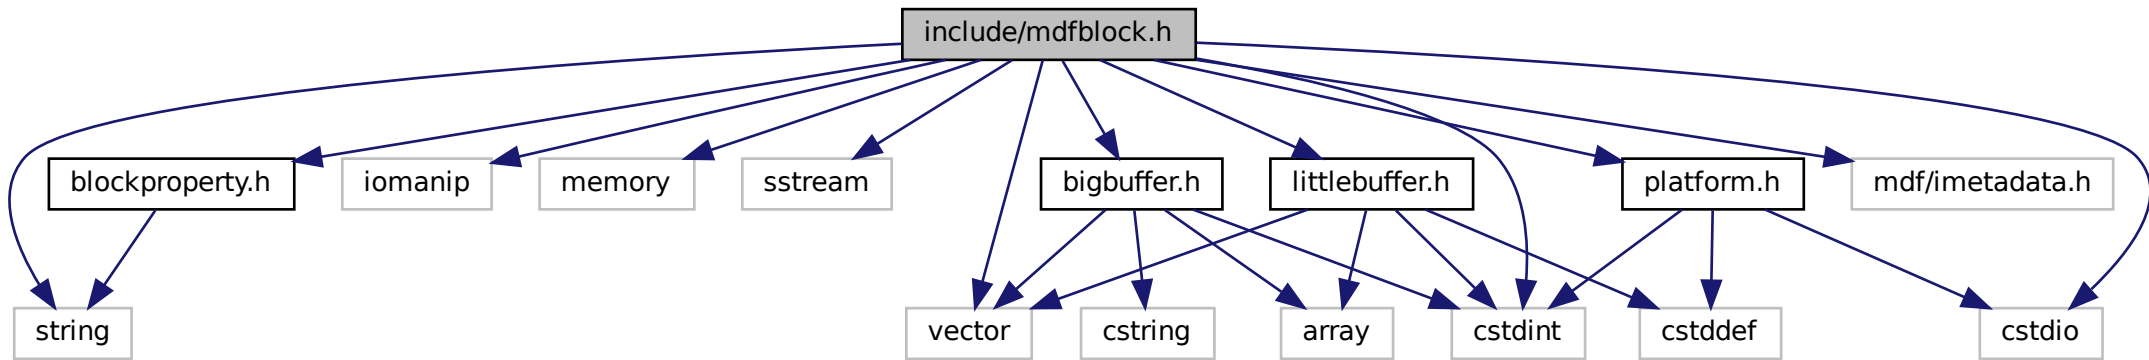 include/mdfblock.h
blockproperty.h
iomanip
memory
sstream
bigbuffer.h
littlebuffer.h
platform.h
mdf/imetadata.h
string
vector
cstring
array
cstdint
cstddef
cstdio